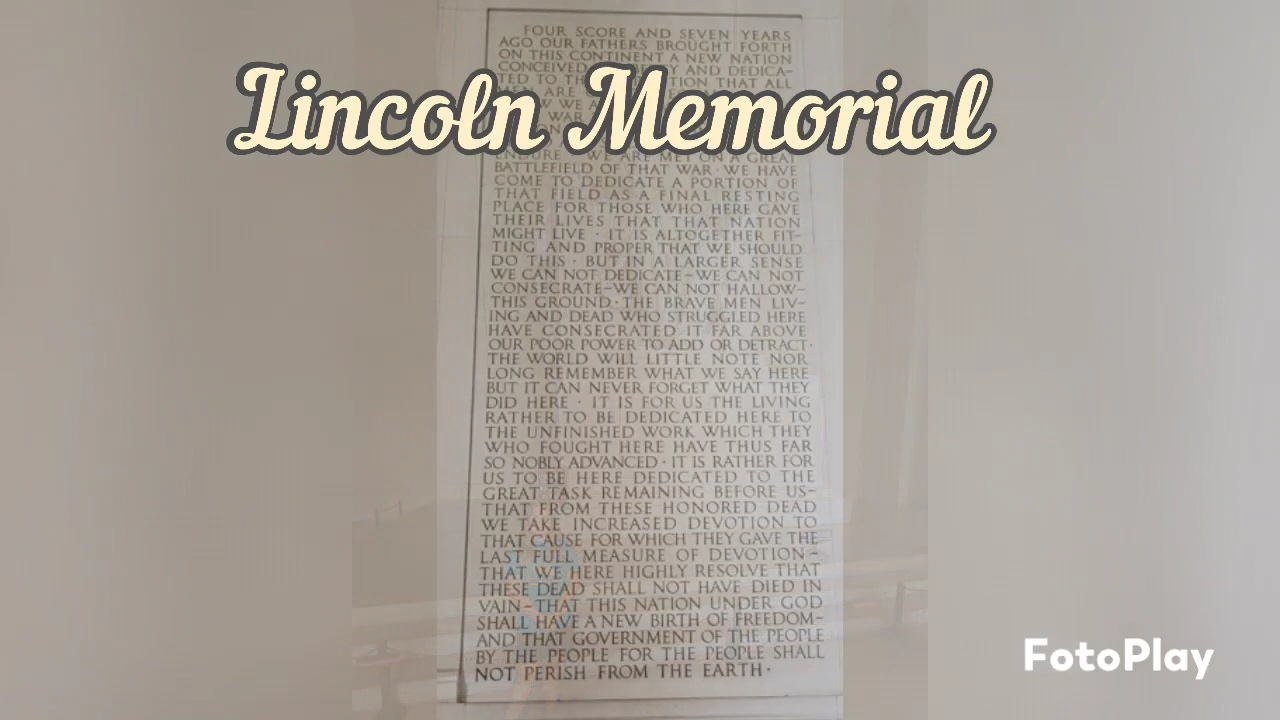 FOUR SCORE AND SEVEN YEARS
AGO OUR FATHERS BROUGHT FORTH
ON THIS CONTINENT A NEW NATION
CONCEIVED AND DEDICA-
TED TO THAT ALL
Lincoln Memorial
ENDURE · WE ARE MET ON A GREAT
BATTLEFIELD OF THAT WAR · WE HAVE
COME TO DEDICATE A PORTION OF
THAT FIELD AS A FINAL RESTING
PLACE FOR THOSE WHO HERE GAVE
THEIR LIVES THAT THAT NATION
MIGHT LIVE · IT IS ALTOGETHER FIT-
TING AND PROPER THAT WE SHOULD
DO THIS · BUT IN A LARGER SENSE
WE CAN NOT DEDICATE-WE CAN NOT
CONSECRATE-WE CAN NOT HALLOW-
THIS GROUND · THE BRAVE MEN LIV-
ING AND DEAD WHO STRUGGLED HERE
HAVE CONSECRATED IT FAR ABOVE
OUR POOR POWER TO ADD OR DETRACT·
THE WORLD WILL LITTLE NOTE NOR
LONG REMEMBER WHAT WE SAY HERE
BUT IT CAN NEVER FORGET WHAT THEY
DID HERE · IT IS FOR US THE LIVING
RATHER TO BE DEDICATED HERE TO
THE UNFINISHED WORK WHICH THEY
WHO FOUGHT HERE HAVE THUS FAR
SO NOBLY ADVANCED · IT IS RATHER FOR
US TO BE HERE DEDICATED TO THE
GREAT TASK REMAINING BEFORE US-
THAT FROM THESE HONORED DEAD
WE TAKE INCREASED DEVOTION TO
THAT CAUSE FOR WHICH THEY GAVE THE
LAST FULL MEASURE OF DEVOTION-
THAT WE HERE HIGHLY RESOLVE THAT
THESE DEAD SHALL NOT HAVE DIED IN
VAIN-THAT THIS NATION UNDER GOD
SHALL HAVE A NEW BIRTH OF FREEDOM-
AND THAT GOVERNMENT OF THE PEOPLE
BY THE PEOPLE FOR THE PEOPLE SHALL
NOT PERISH FROM THE EARTH·
FotoPlay